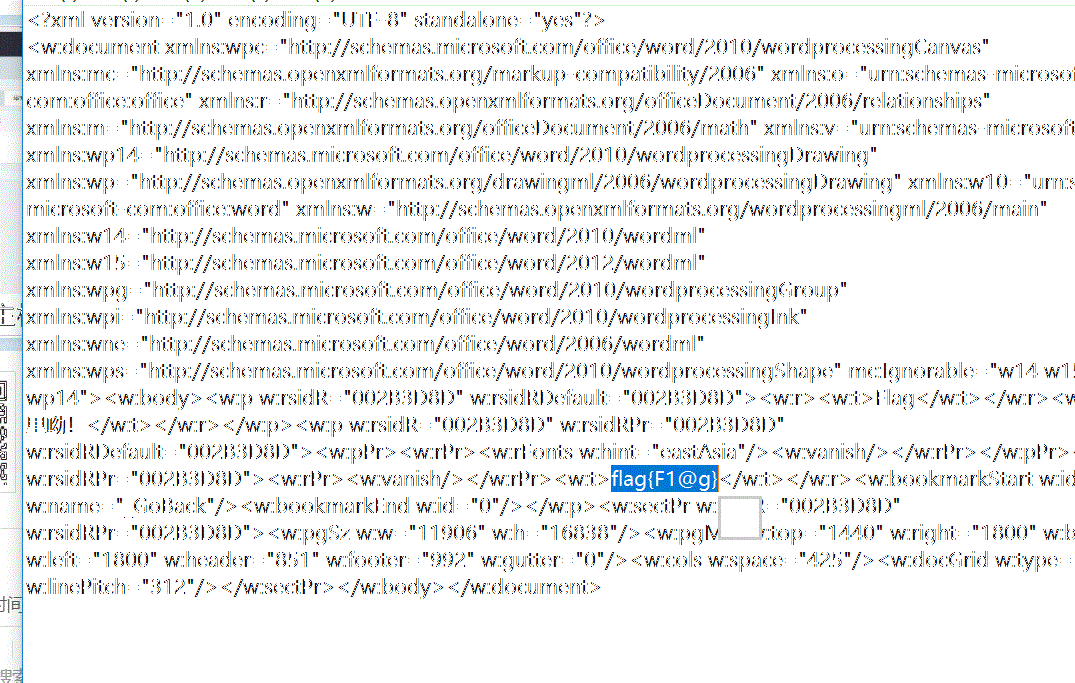 <?xml version="1.0" encoding="UTF-8" standalone="yes"?>
<w:document xmlns:wpc="http://schemas.microsoft.com/office/word/2010/wordprocessingCanvas"
xmlns:mc="http://schemas.openxmlformats.org/markup-compatibility/2006" xmlns:o="urn:schemas-microsof
com:office:office" xmlns:r="http://schemas.openxmlformats.org/officeDocument/2006/relationships"
xmlns:m="http://schemas.openxmlformats.org/officeDocument/2006/math" xmlns:v="urn:schemas-microsoft
xmlns:wp14="http://schemas.microsoft.com/office/word/2010/wordprocessingDrawing"
xmlns:wp="http://schemas.openxmlformats.org/drawingml/2006/wordprocessingDrawing" xmlns:w10="urn:s
microsoft-com:office:word" xmlns:w="http://schemas.openxmlformats.org/wordprocessingml/2006/main"
xmlns:w14="http://schemas.microsoft.com/office/word/2010/wordml"
xmlns:w15="http://schemas.microsoft.com/office/word/2012/wordml"
xmlns:wpg="http://schemas.microsoft.com/office/word/2010/wordprocessingGroup"
xmlns:wpi="http://schemas.microsoft.com/office/word/2010/wordprocessingInk"
xmlns:wne="http://schemas.microsoft.com/office/word/2006/wordml"
xmlns:wps="http://schemas.microsoft.com/office/word/2010/wordprocessingShape" mc:Ignorable="w14 w15
wp14"><w:body><w:p w:rsidR="002B3D8D" w:rsidRDefault="002B3D8D"><w:r><w:t>Flag</w:t></w:r><w
里呦！</w:t></w:r></w:p><w:p w:rsidR="002B3D8D" w:rsidRPr="002B3D8D"
w:rsidRDefault="002B3D8D"><w:pPr><w:rPr><w:rFonts w:hint="eastAsia"/><w:vanish/></w:rPr></w:pPr><
w:rsidRPr="002B3D8D"><w:rPr><w:vanish/></w:rPr><w:t>flag{F1@g}</w:t></w:r><w:bookmarkStart w:id
w:name="_GoBack"/><w:bookmarkEnd w:id="0"/></w:p><w:sectPr w: ="002B3D8D"
w:rsidRPr="002B3D8D"><w:pgSz w:w="11906" w:h="16838"/><w:pgM w:top="1440" w:right="1800" w:b
w:left="1800" w:header="851" w:footer="992" w:gutter="0"/><w:cols w:space="425"/><w:docGrid w:type=
w:linePitch="312"/></w:sectPr></w:body></w:document>
时间
搜索